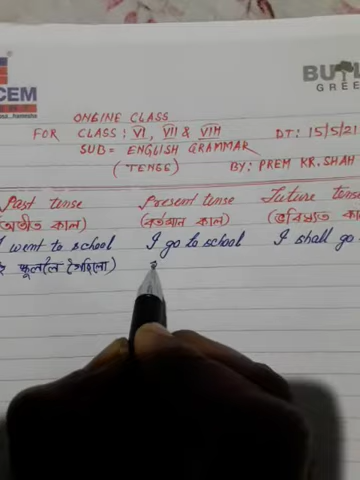 CEM
BU
GREE
ONGINE CLASS
FOR CLASS : VI, VII & VIII DT: 15/5/21
SUB = ENGLISH GRAMMAR
(TENSE) BY: PREM KR. SHAH
Past tense Present tense Future tense
(অতীত কাল) (বৰ্তমান কাল) (ভবিষ্যত কা
I went to school I go to school I shall go
স্কুললৈ গৈছিলো)